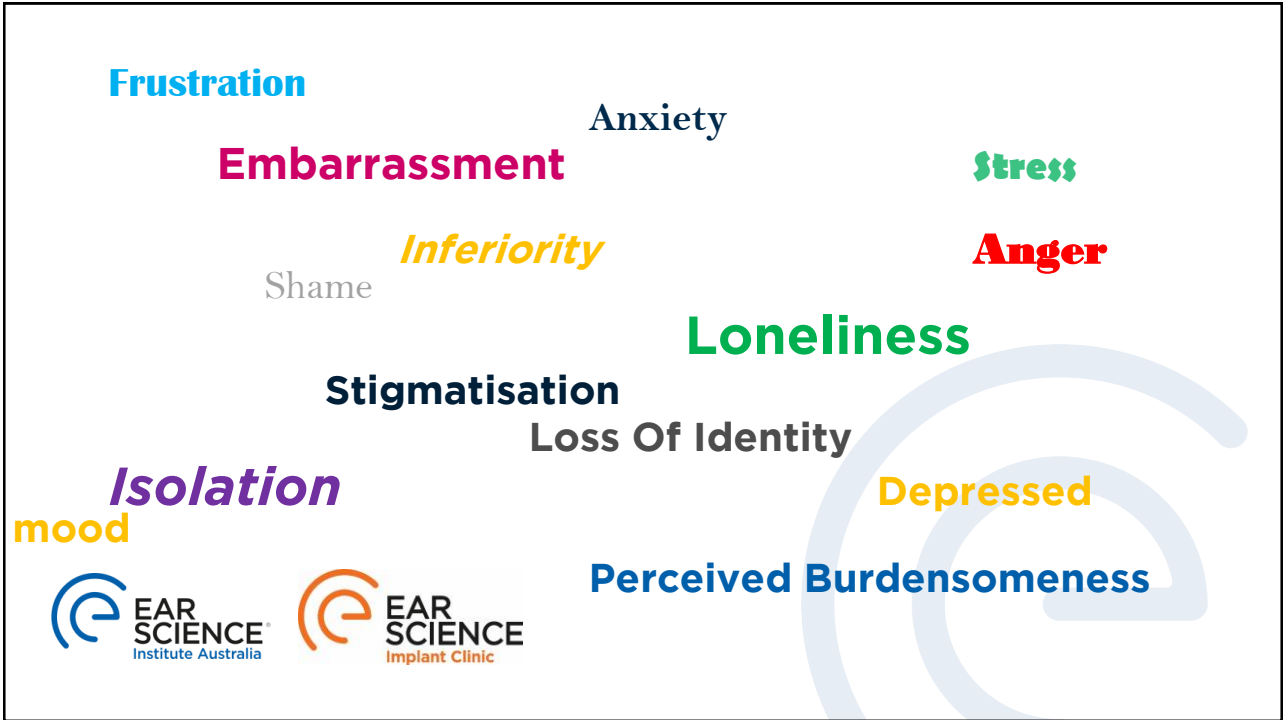 Frustration
Anxiety
Embarrassment
Stress
Inferiority
Anger
Shame
Loneliness
Stigmatisation
Loss Of Identity
Isolation
Depressed
mood
Perceived Burdensomeness
EAR
SCIENCE®
Institute Australia
EAR
SCIENCE
Implant Clinic